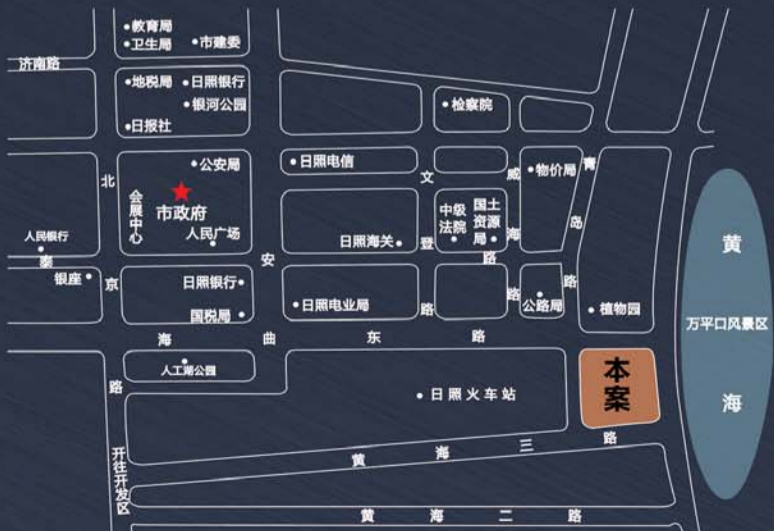 教育局
卫生局
市建委
济南路
地税局
日照银行
银河公园
日报社
检察院
公安局
日照电信
物价局
市政府
会展中心
人民广场
人民银行
银座
北京路
泰安路
日照海关
文登路
中级法院
国土资源局
威海路
青岛路
日照银行
国税局
日照电业局
公路局
植物园
海曲东路
人工湖公园
日照火车站
本案
黄海
万平口风景区
开往开发区
黄海三路
黄海二路